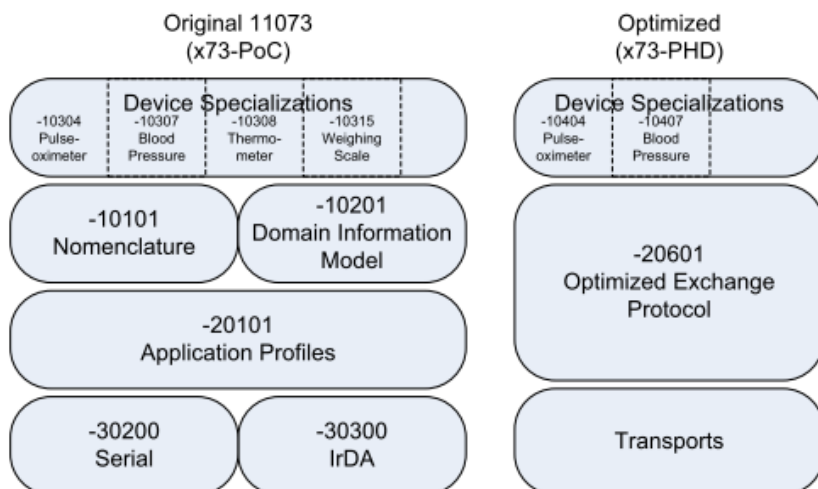 Original 11073
(x73-PoC)
Device Specializations
-10304
Pulse-
oximeter
-10307
Blood
Pressure
-10308
Thermo-
meter
-10315
Weighing
Scale
-10101
Nomenclature
-10201
Domain Information
Model
-20101
Application Profiles
-30200
Serial
-30300
IrDA
Optimized
(x73-PHD)
Device Specializations
-10404
Pulse-
oximeter
-10407
Blood
Pressure
-20601
Optimized Exchange
Protocol
Transports